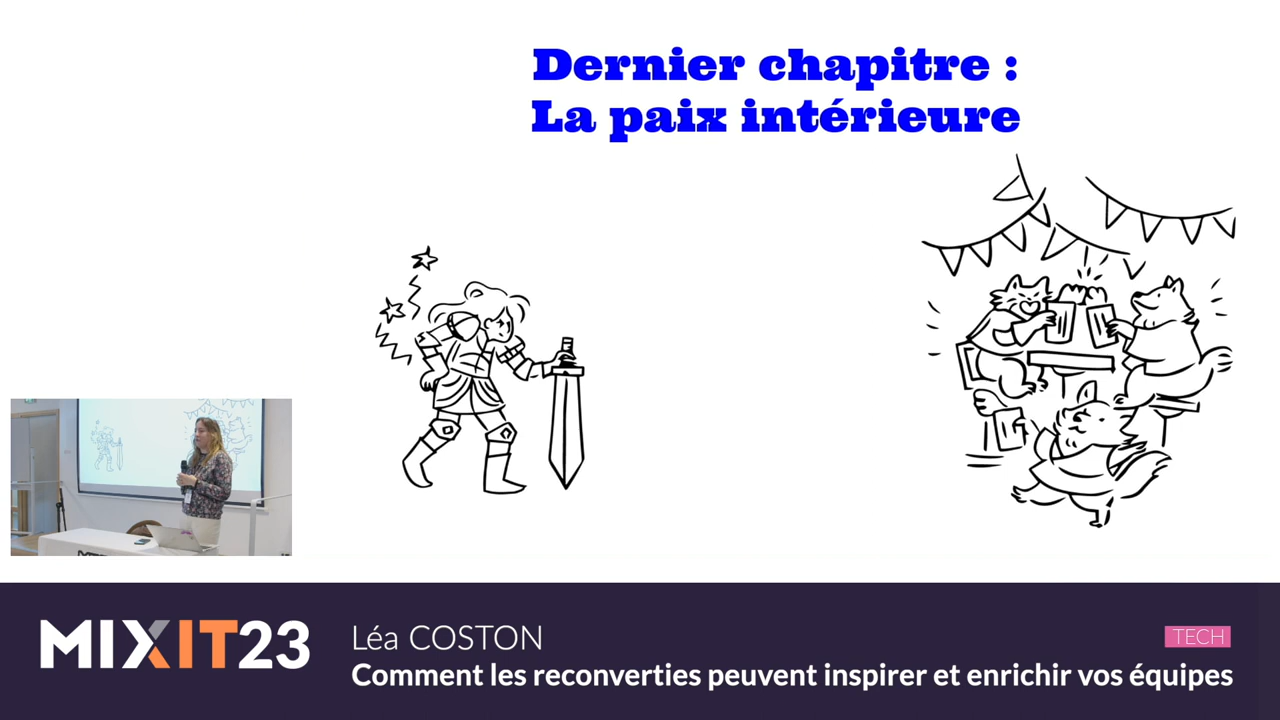 Dernier chapitre :
La paix intérieure
MIXIT23
Léa COSTON
TECH
Comment les reconverties peuvent inspirer et enrichir vos équipes